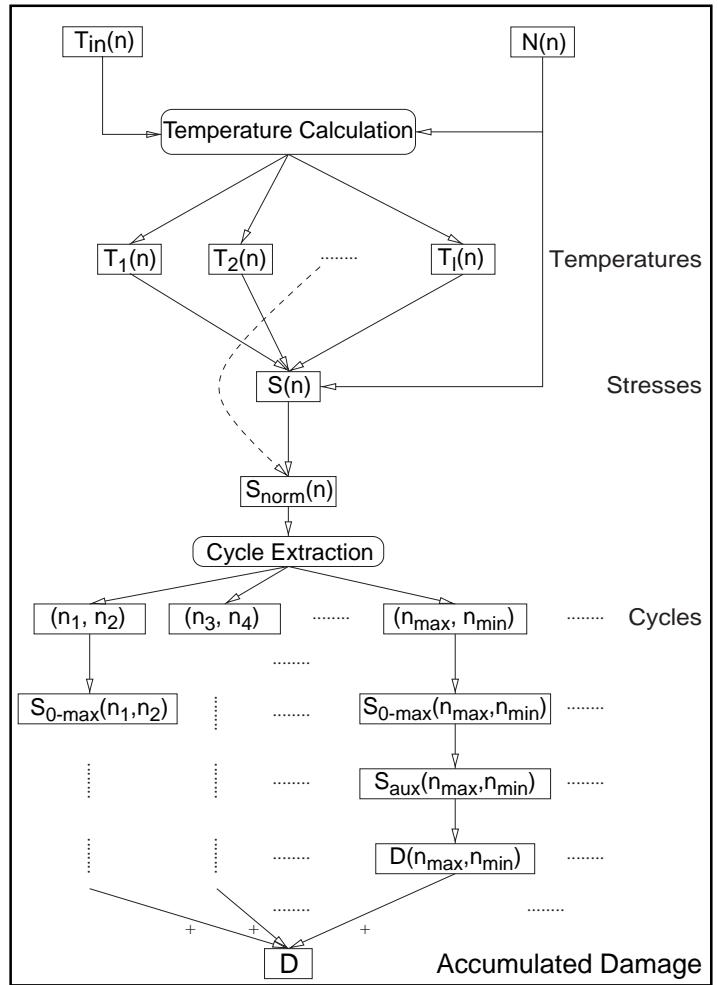 T_in(n) N(n)
Temperature Calculation
T_1(n) T_2(n) ........ T_I(n) Temperatures
S(n) Stresses
S_norm(n)
Cycle Extraction
(n_1, n_2) (n_3, n_4) ........ (n_max, n_min) ........ Cycles
S_0-max(n_1,n_2) ........ S_0-max(n_max,n_min) ........
S_aux(n_max,n_min) ........
D(n_max,n_min) ........
+ + +
D Accumulated Damage